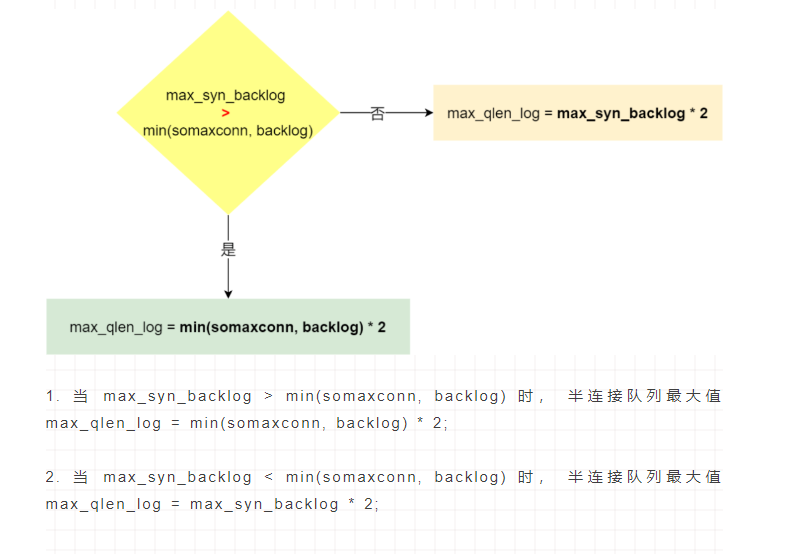 max_syn_backlog
>
min(somaxconn, backlog)
否
max_qlen_log = max_syn_backlog * 2
是
max_qlen_log = min(somaxconn, backlog) * 2
1. 当 max_syn_backlog > min(somaxconn, backlog) 时， 半连接队列最大值
max_qlen_log = min(somaxconn, backlog) * 2;
2. 当 max_syn_backlog < min(somaxconn, backlog) 时， 半连接队列最大值
max_qlen_log = max_syn_backlog * 2;